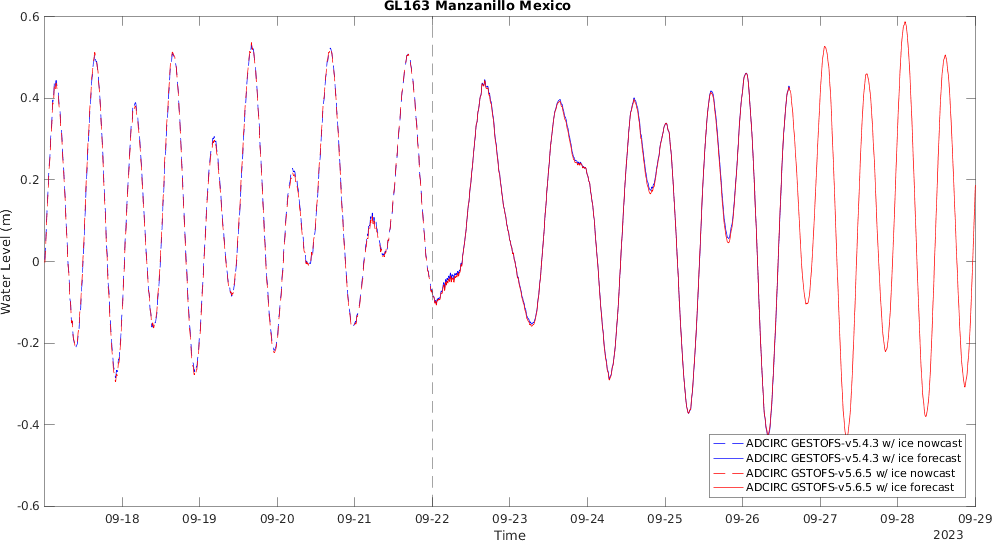 GL163 Manzanillo Mexico
0.6
0.4
0.2
0
-0.2
-0.4
-0.6
Water Level (m)
ADCIRC GESTOFS-v5.4.3 w/ ice nowcast
ADCIRC GESTOFS-v5.4.3 w/ ice forecast
ADCIRC GSTOFS-v5.6.5 w/ ice nowcast
ADCIRC GSTOFS-v5.6.5 w/ ice forecast
09-18 09-19 09-20 09-21 09-22 09-23 09-24 09-25 09-26 09-27 09-28 09-29
Time
2023